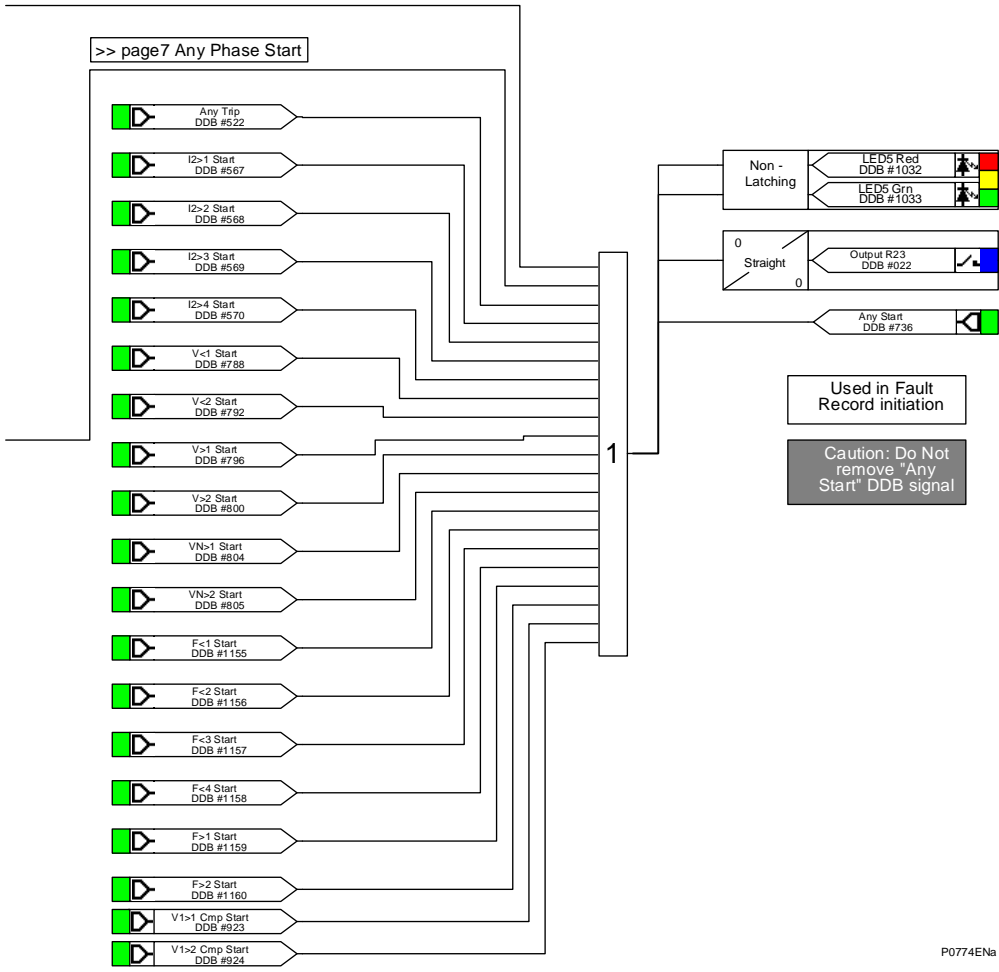 >> page7 Any Phase Start
Any Trip
DDB #522
I2>1 Start
DDB #567
I2>2 Start
DDB #568
I2>3 Start
DDB #569
I2>4 Start
DDB #570
V<1 Start
DDB #788
V<2 Start
DDB #792
V>1 Start
DDB #796
V>2 Start
DDB #800
VN>1 Start
DDB #804
VN>2 Start
DDB #805
F<1 Start
DDB #1155
F<2 Start
DDB #1156
F<3 Start
DDB #1157
F<4 Start
DDB #1158
F>1 Start
DDB #1159
F>2 Start
DDB #1160
V1>1 Cmp Start
DDB #923
V1>2 Cmp Start
DDB #924
1
Non -
Latching
LED5 Red
DDB #1032
LED5 Grn
DDB #1033
0
Straight
0
Output R23
DDB #022
Any Start
DDB #736
Used in Fault
Record initiation
Caution: Do Not
remove "Any
Start" DDB signal
P0774ENa